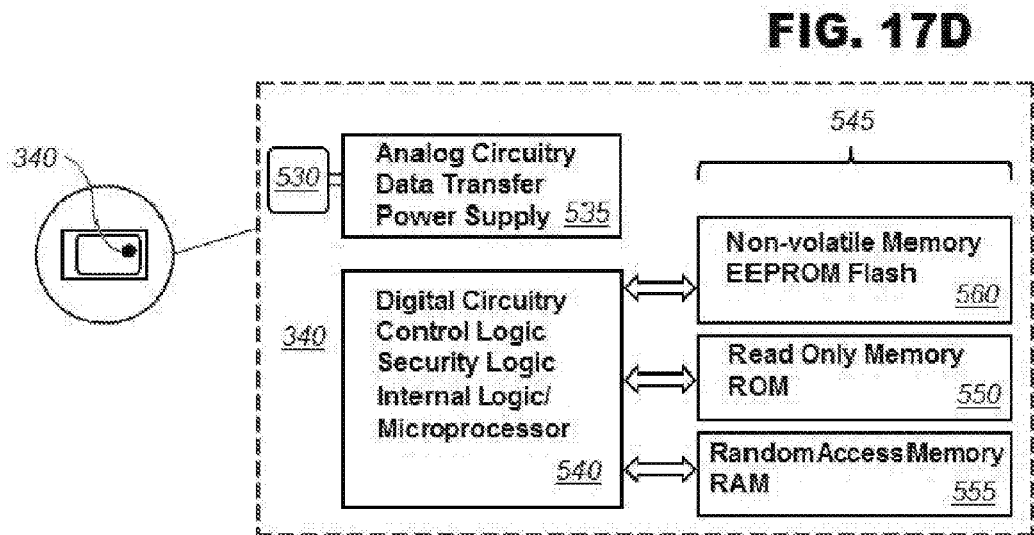 FIG. 17D
545
340
530
Analog Circuitry
Data Transfer
Power Supply 535
Non-volatile Memory
EEPROM Flash
560
340
Digital Circuitry
Control Logic
Security Logic
Internal Logic/
Microprocessor
540
Read Only Memory
ROM
550
Random Access Memory
RAM
555